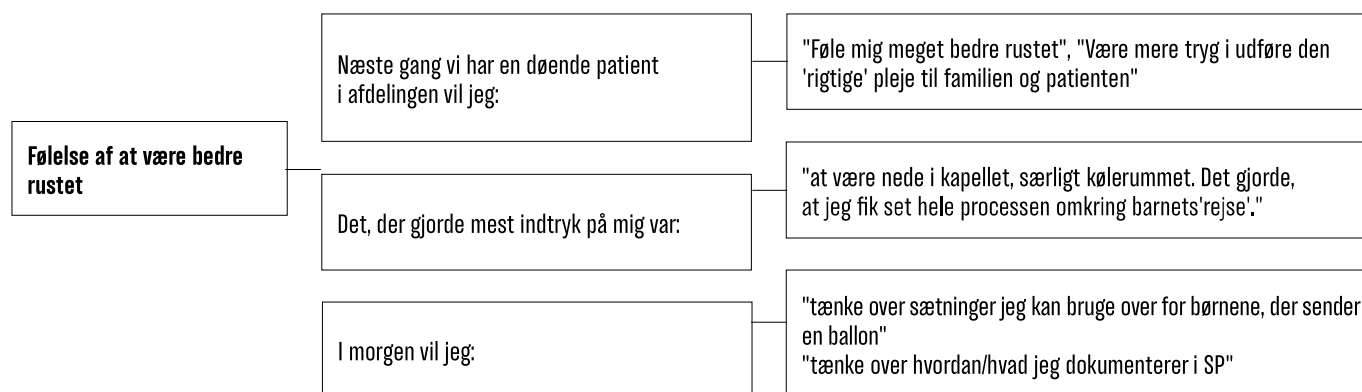 Følelse af at være bedre
rustet
Næste gang vi har en døende patient
i afdelingen vil jeg:
"Føle mig meget bedre rustet", "Være mere tryg i udføre den
'rigtige' pleje til familien og patienten"
Det, der gjorde mest indtryk på mig var:
"at være nede i kapellet, særligt kølerummet. Det gjorde,
at jeg fik set hele processen omkring barnets'rejse'."
I morgen vil jeg:
"tænke over sætninger jeg kan bruge over for børnene, der sender
en ballon"
"tænke over hvordan/hvad jeg dokumenterer i SP"